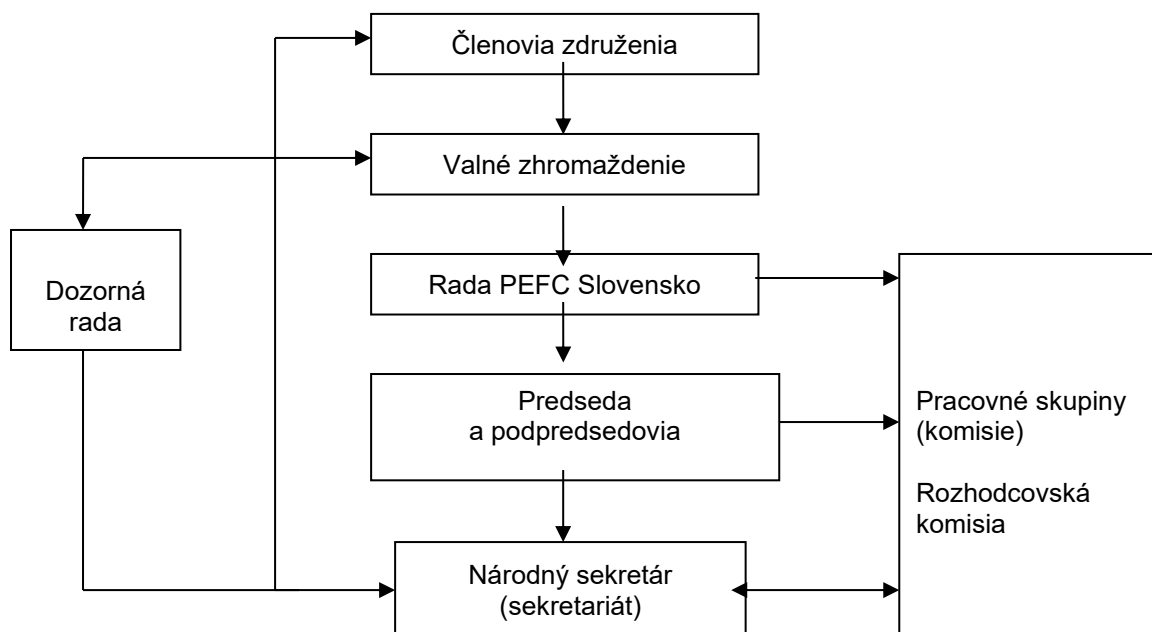 Členovia združenia
Valné zhromaždenie
Dozorná
rada
Rada PEFC Slovensko
Predseda
a podpredsedovia
Pracovné skupiny
(komisie)
Rozhodcovská
komisia
Národný sekretár
(sekretariát)